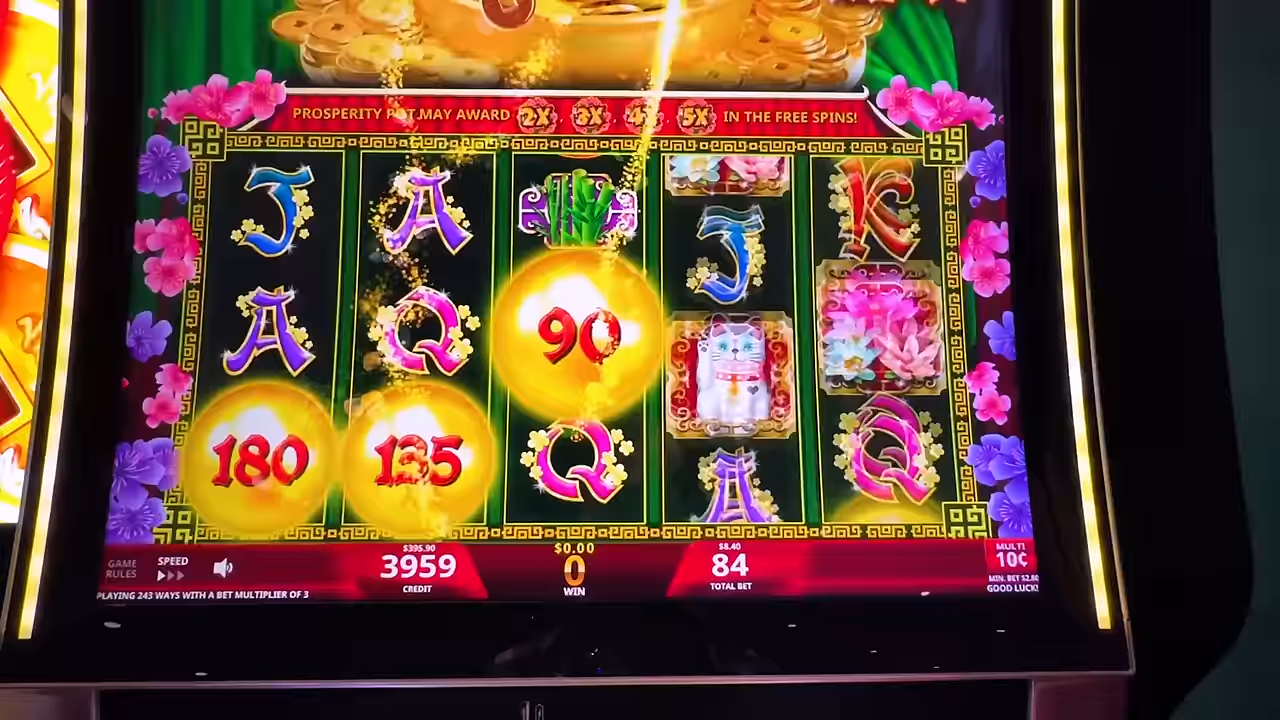 PROSPERITY POT MAY AWARD 2X, 3X, 4X, 5X IN THE FREE SPINS!
J A K
J
A Q 90
180 135 Q A Q
GAME RULES
SPEED
$395.90
3959
CREDIT
$0.00
0
WIN
$8.40
84
TOTAL BET
MULTI
10¢
MIN. BET $2.80
GOOD LUCK!
PLAYING 243 WAYS WITH A BET MULTIPLIER OF 3